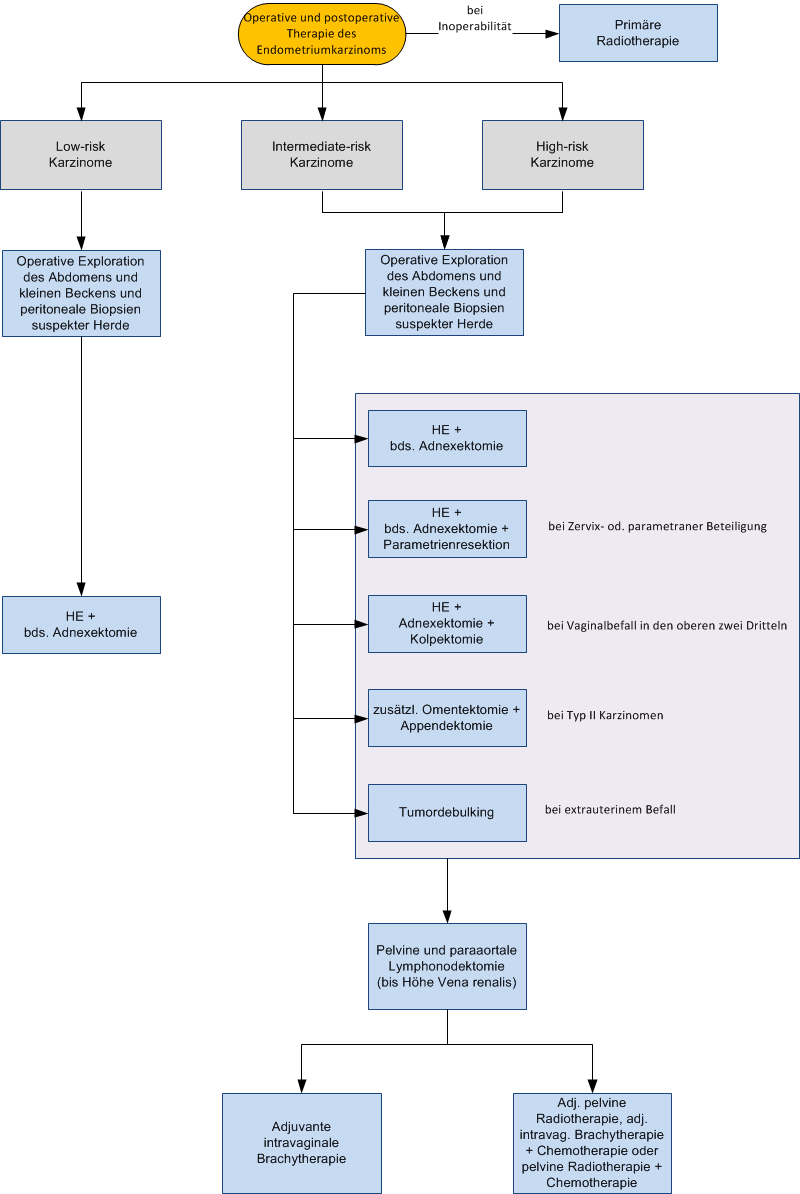 Operative und postoperative
Therapie des
Endometriumkarzinoms
bei
Inoperabilität
Primäre
Radiotherapie
Low-risk
Karzinome
Intermediate-risk
Karzinome
High-risk
Karzinome
Operative Exploration
des Abdomens und
kleinen Beckens und
peritoneale Biopsien
suspekter Herde
Operative Exploration
des Abdomens und
kleinen Beckens und
peritoneale Biopsien
suspekter Herde
HE +
bds. Adnexektomie
HE +
bds. Adnexektomie +
Parametrienresektion
bei Zervix- od. parametraner Beteiligung
HE +
bds. Adnexektomie
HE +
Adnexektomie +
Kolpektomie
bei Vaginalbefall in den oberen zwei Dritteln
zusätzl. Omentektomie +
Appendektomie
bei Typ II Karzinomen
Tumordebulking
bei extrauterinem Befall
Pelvine und paraaortale
Lymphonodektomie
(bis Höhe Vena renalis)
Adjuvante
intravaginale
Brachytherapie
Adj. pelvine
Radiotherapie, adj.
intravag. Brachytherapie
+ Chemotherapie oder
pelvine Radiotherapie +
Chemotherapie